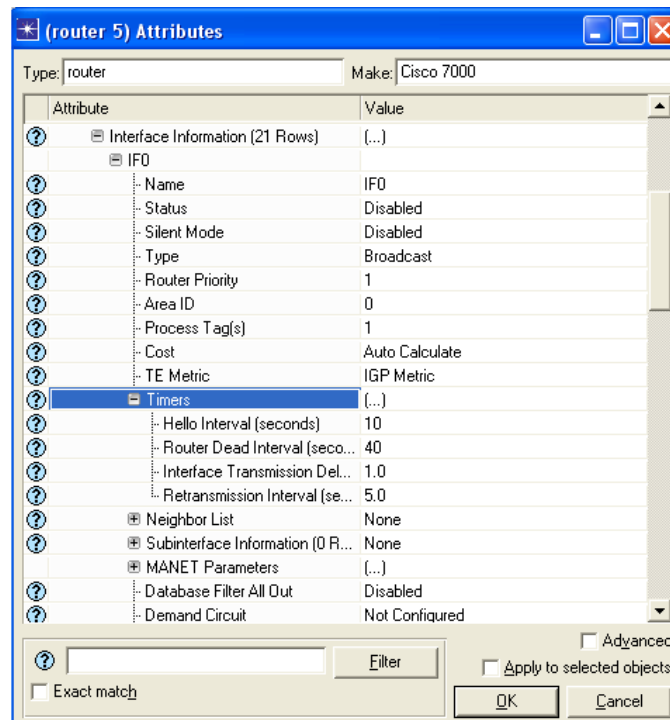 (router 5) Attributes
Type: router Make: Cisco 7000
Attribute Value
Interface Information (21 Rows) (...)
IF0
Name IF0
Status Disabled
Silent Mode Disabled
Type Broadcast
Router Priority 1
Area ID 0
Process Tag(s) 1
Cost Auto Calculate
TE Metric IGP Metric
Timers (...)
Hello Interval (seconds) 10
Router Dead Interval (seco... 40
Interface Transmission Del... 1.0
Retransmission Interval (se... 5.0
Neighbor List None
Subinterface Information (0 R... None
MANET Parameters (...)
Database Filter All Out Disabled
Demand Circuit Not Configured
Advanced
Filter Apply to selected objects
Exact match OK Cancel